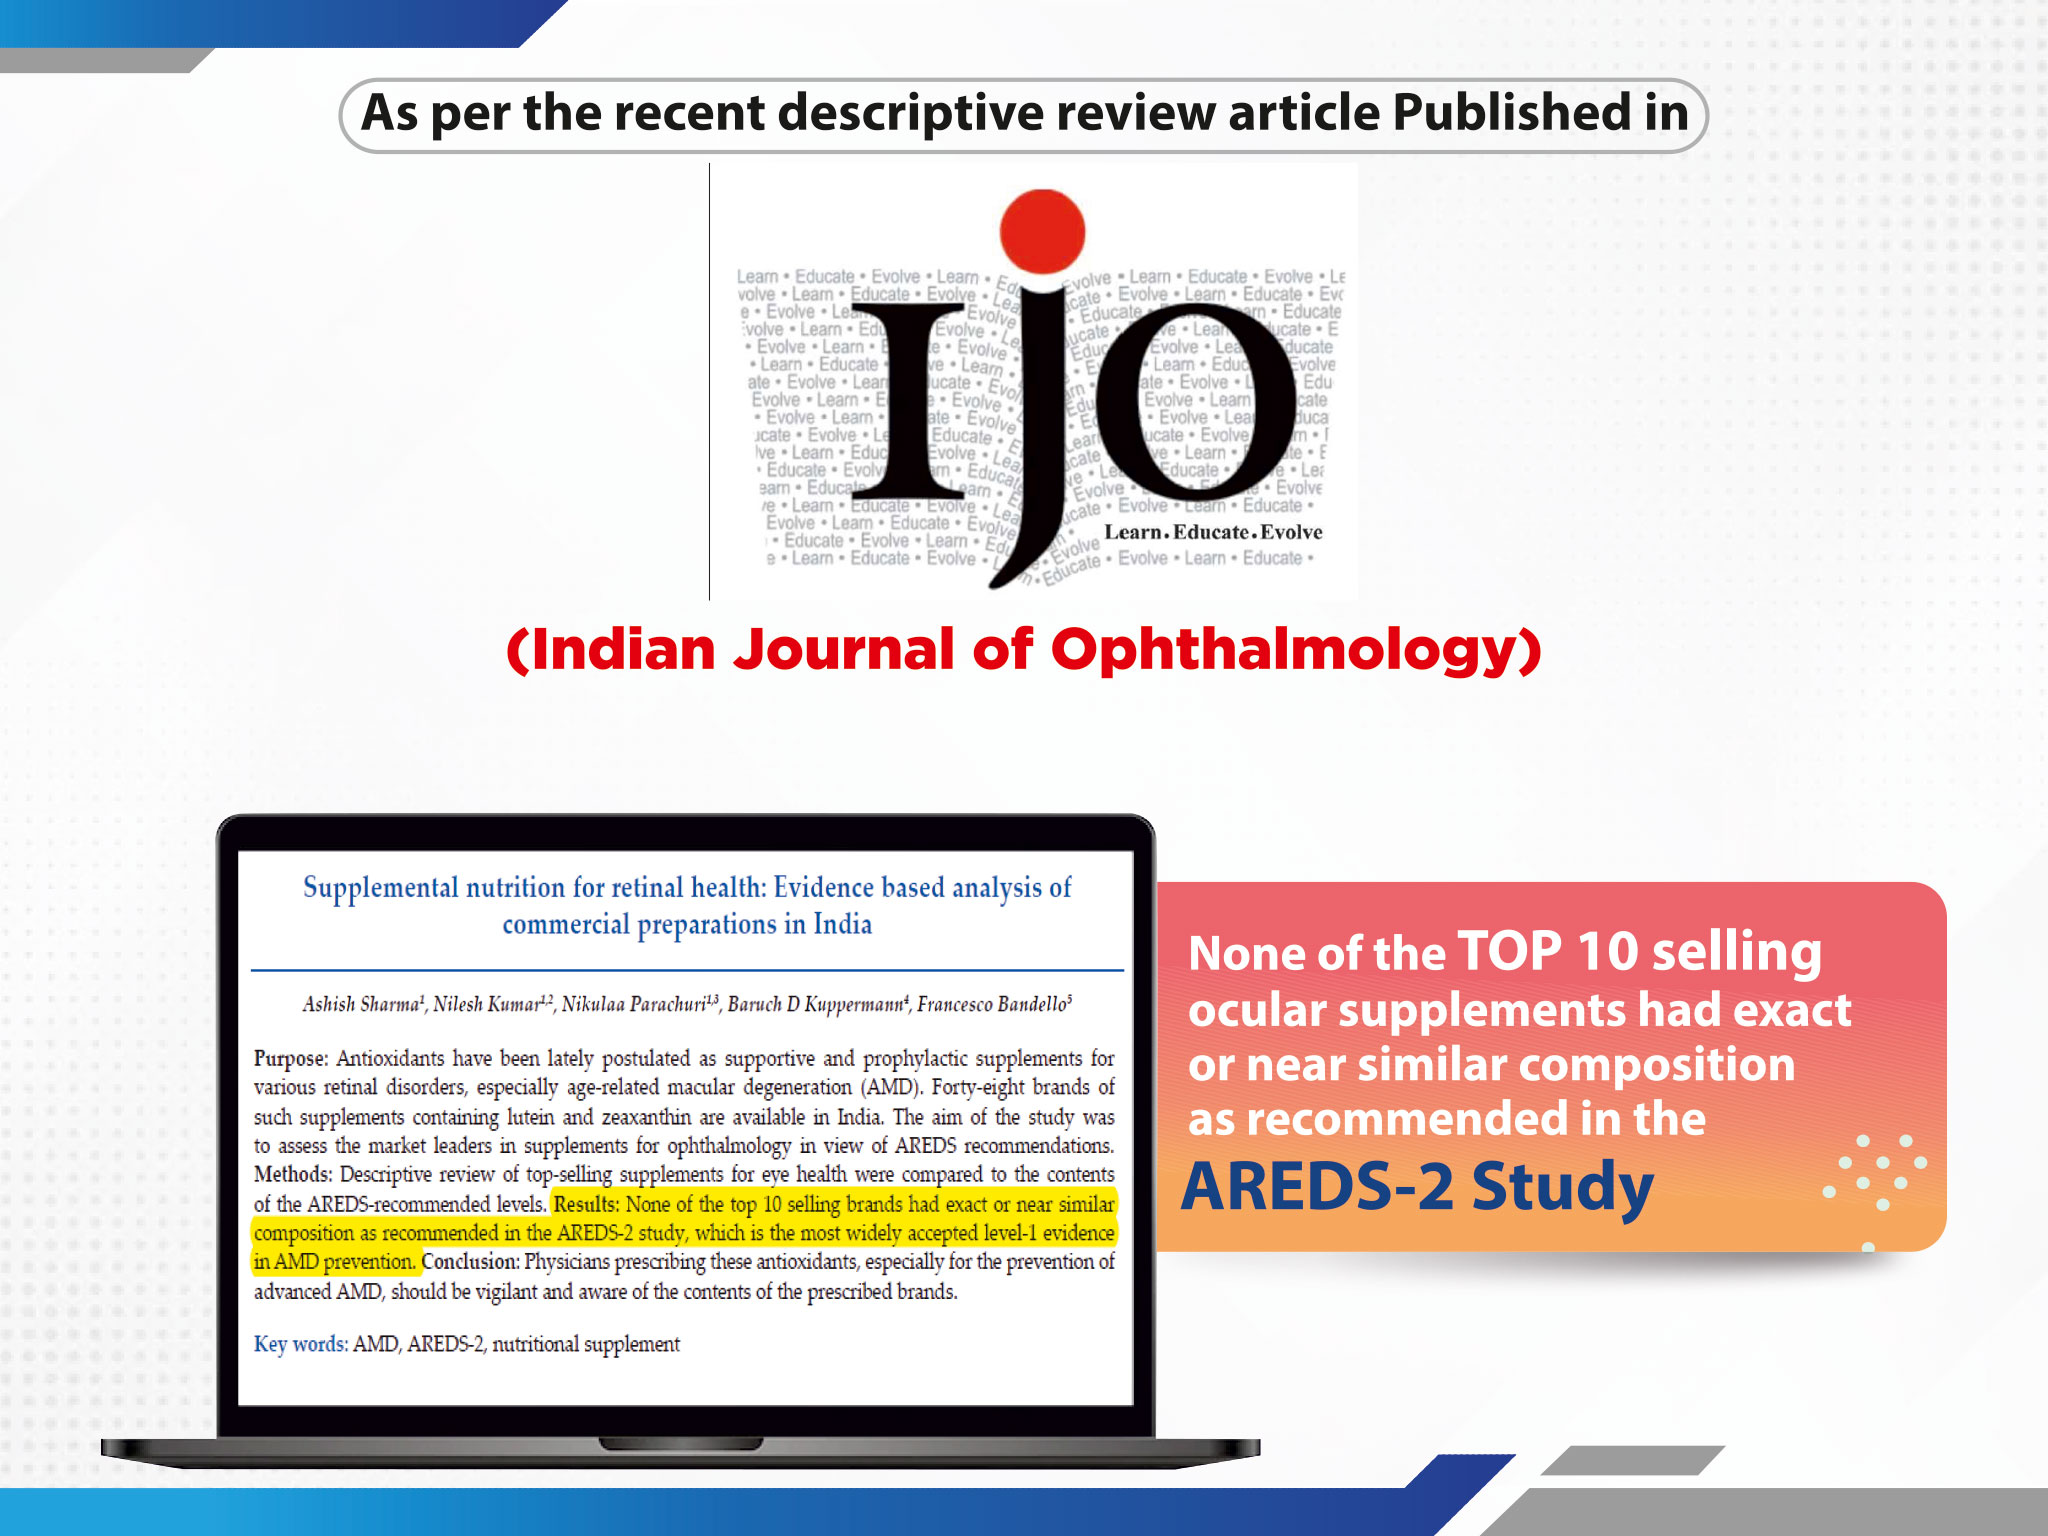 As per the recent descriptive review article Published in
IJO
Learn.Educate.Evolve
(Indian Journal of Ophthalmology)
Supplemental nutrition for retinal health: Evidence based analysis of
commercial preparations in India
Ashish Sharma¹, Nilesh Kumar¹,², Nikulaa Parachuri¹,³, Baruch D Kuppermann⁴, Francesco Bandello⁵
Purpose: Antioxidants have been lately postulated as supportive and prophylactic supplements for
various retinal disorders, especially age-related macular degeneration (AMD). Forty-eight brands of
such supplements containing lutein and zeaxanthin are available in India. The aim of the study was
to assess the market leaders in supplements for ophthalmology in view of AREDS recommendations.
Methods: Descriptive review of top-selling supplements for eye health were compared to the contents
of the AREDS-recommended levels. Results: None of the top 10 selling brands had exact or near similar
composition as recommended in the AREDS-2 study, which is the most widely accepted level-1 evidence
in AMD prevention. Conclusion: Physicians prescribing these antioxidants, especially for the prevention of
advanced AMD, should be vigilant and aware of the contents of the prescribed brands.
Key words: AMD, AREDS-2, nutritional supplement
None of the TOP 10 selling
ocular supplements had exact
or near similar composition
as recommended in the
AREDS-2 Study